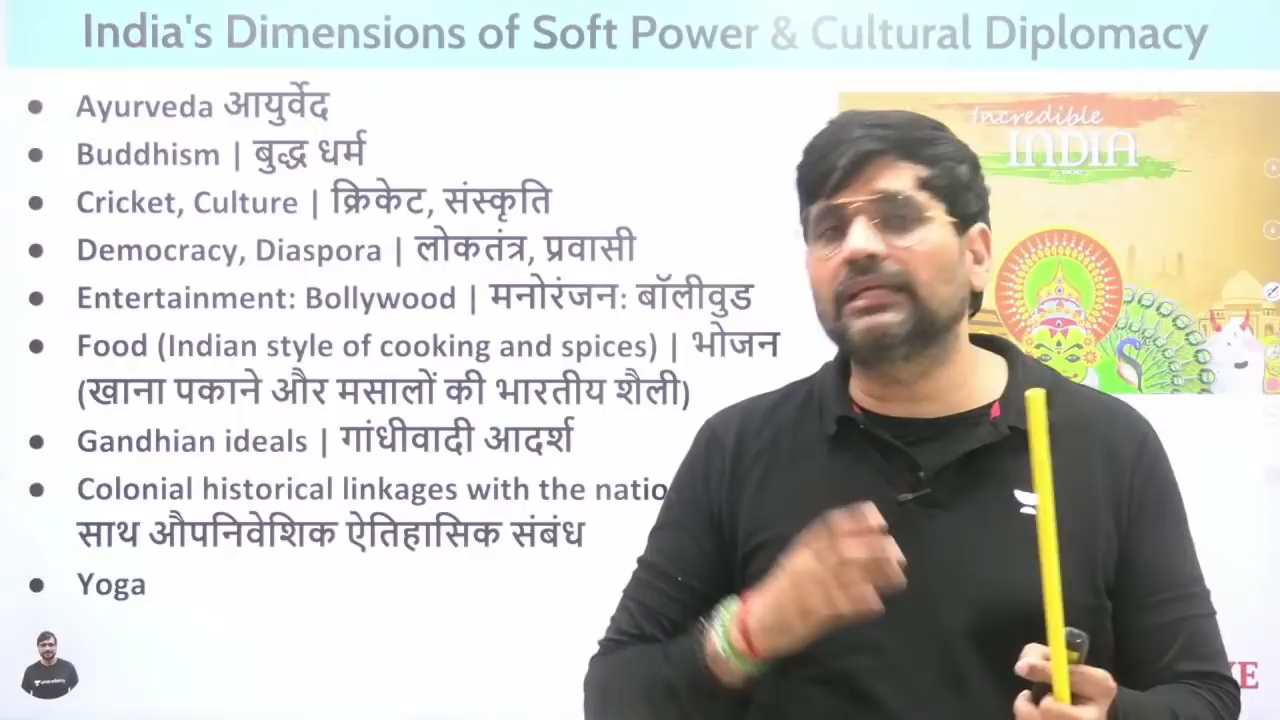 India's Dimensions of Soft Power & Cultural Diplomacy
Ayurveda आयुर्वेद
Buddhism | बुद्ध धर्म
Cricket, Culture | क्रिकेट, संस्कृति
Democracy, Diaspora | लोकतंत्र, प्रवासी
Entertainment: Bollywood | मनोरंजन: बॉलीवुड
Food (Indian style of cooking and spices) | भोजन
(खाना पकाने और मसालों की भारतीय शैली)
Gandhian ideals | गांधीवादी आदर्श
Colonial historical linkages with the natio
साथ औपनिवेशिक ऐतिहासिक संबंध
Yoga
Incredible
INDIA
unacademy